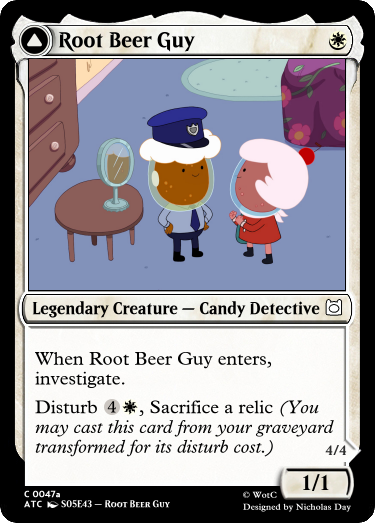 Root Beer Guy
Legendary Creature — Candy Detective
When Root Beer Guy enters,
investigate.
Disturb 4, Sacrifice a relic (You
may cast this card from your graveyard
transformed for its disturb cost.)
4/4
1/1
C 0047a
ATC S05E43 – Root Beer Guy
© WotC
Designed by Nicholas Day